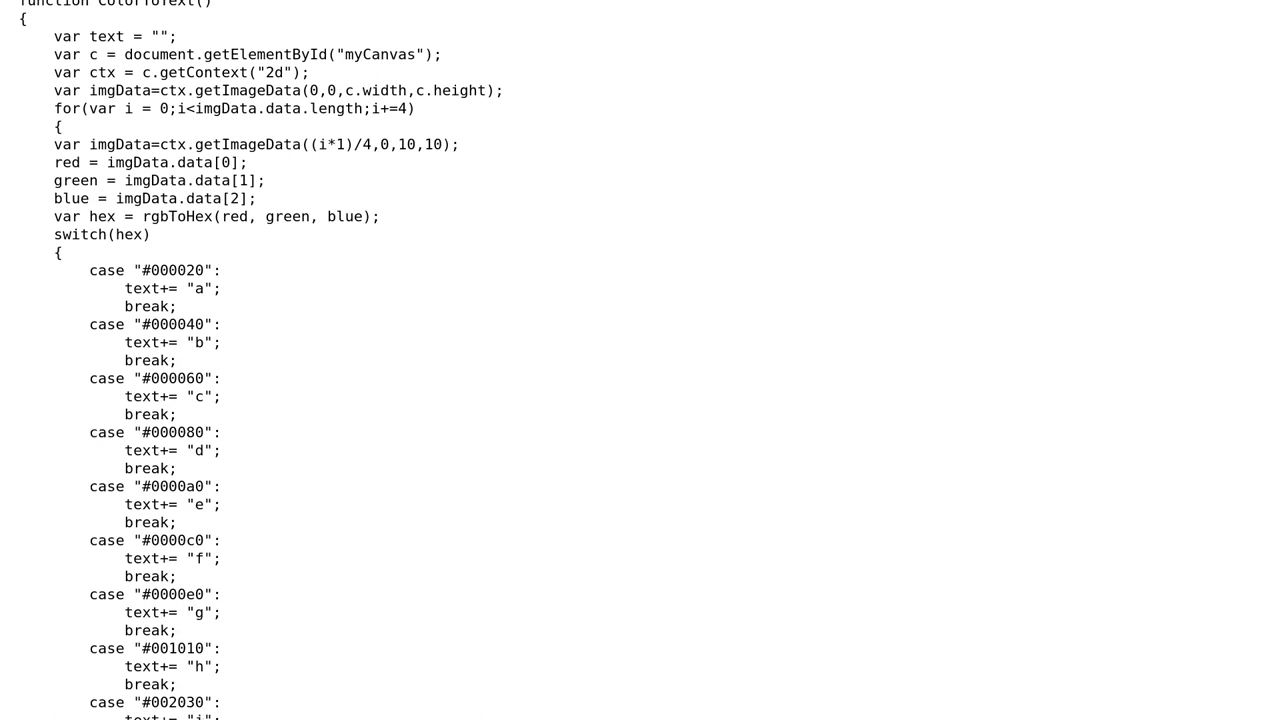 function ColorToText()
{
var text = "";
var c = document.getElementById("myCanvas");
var ctx = c.getContext("2d");
var imgData=ctx.getImageData(0,0,c.width,c.height);
for(var i = 0;i<imgData.data.length;i+=4)
{
var imgData=ctx.getImageData((i*1)/4,0,10,10);
red = imgData.data[0];
green = imgData.data[1];
blue = imgData.data[2];
var hex = rgbToHex(red, green, blue);
switch(hex)
{
case "#000020":
text+= "a";
break;
case "#000040":
text+= "b";
break;
case "#000060":
text+= "c";
break;
case "#000080":
text+= "d";
break;
case "#0000a0":
text+= "e";
break;
case "#0000c0":
text+= "f";
break;
case "#0000e0":
text+= "g";
break;
case "#001010":
text+= "h";
break;
case "#002030":
text+= "i";